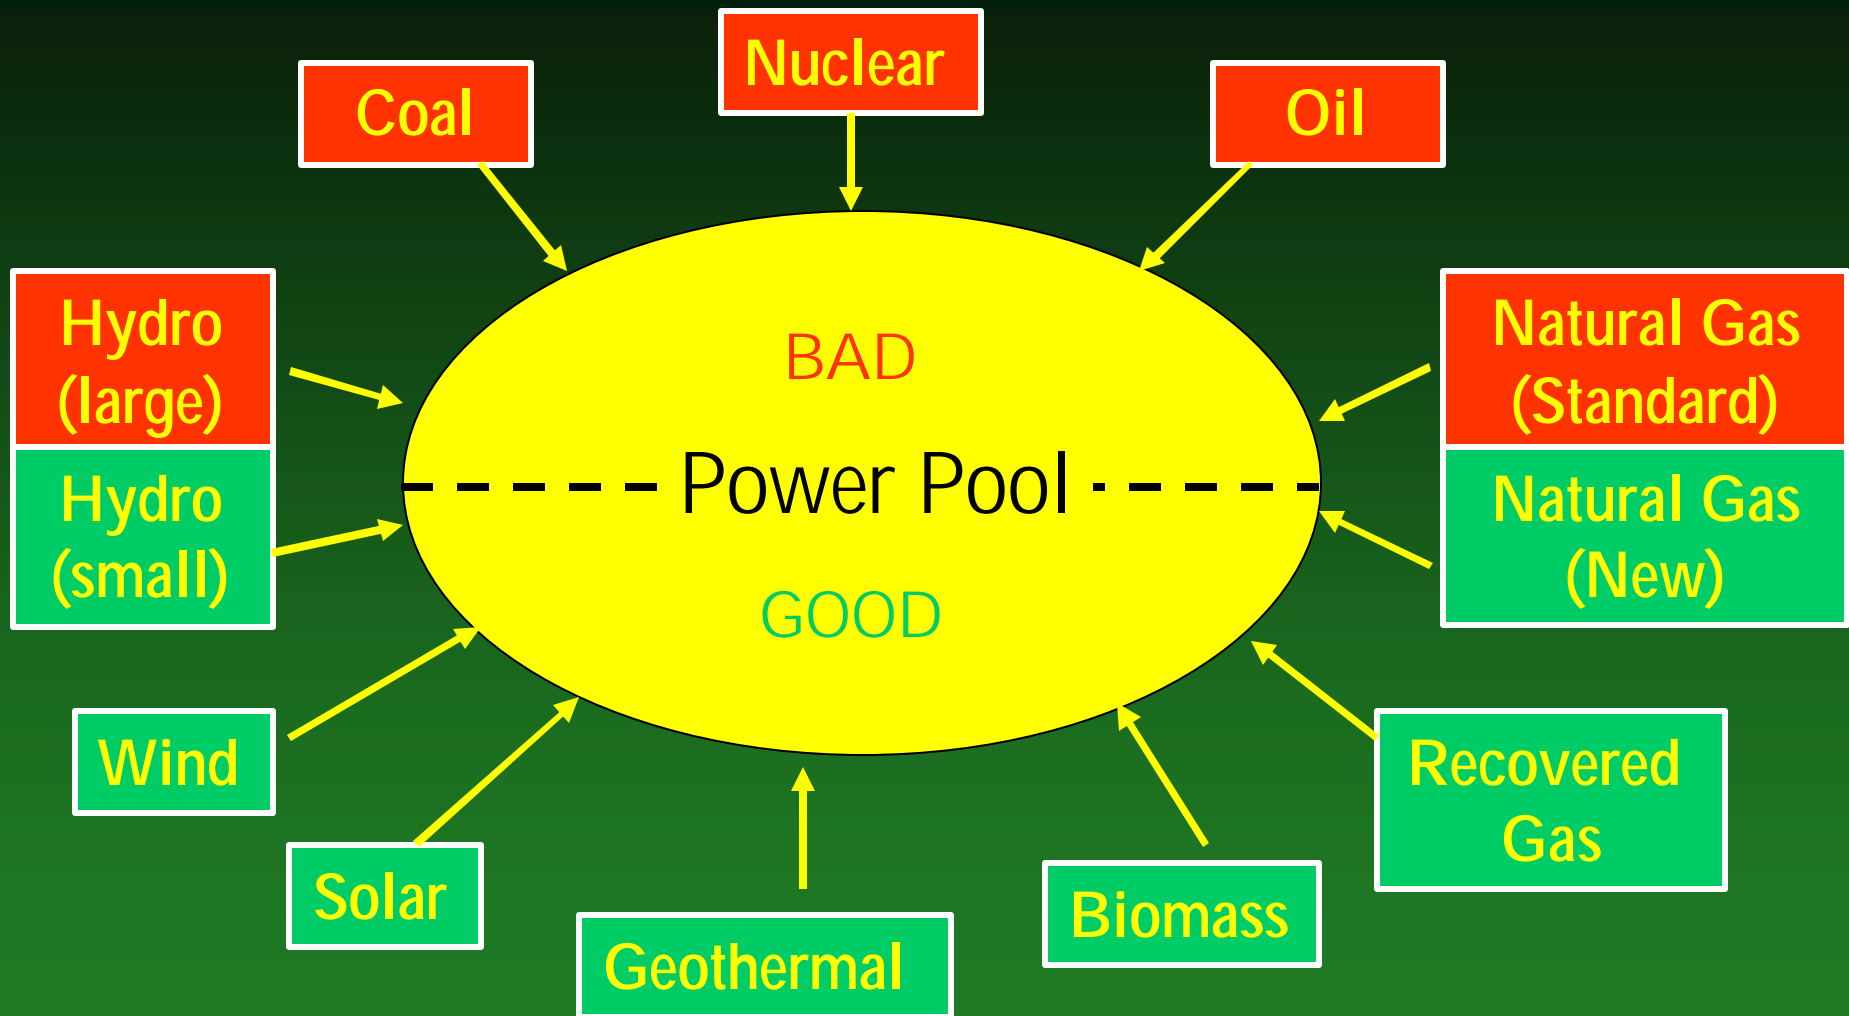 Nuclear
Coal
Oil
Hydro
(large)
BAD
Natural Gas
(Standard)
Power Pool
Hydro
(small)
Natural Gas
(New)
GOOD
Wind
Recovered
Gas
Solar
Biomass
Geothermal